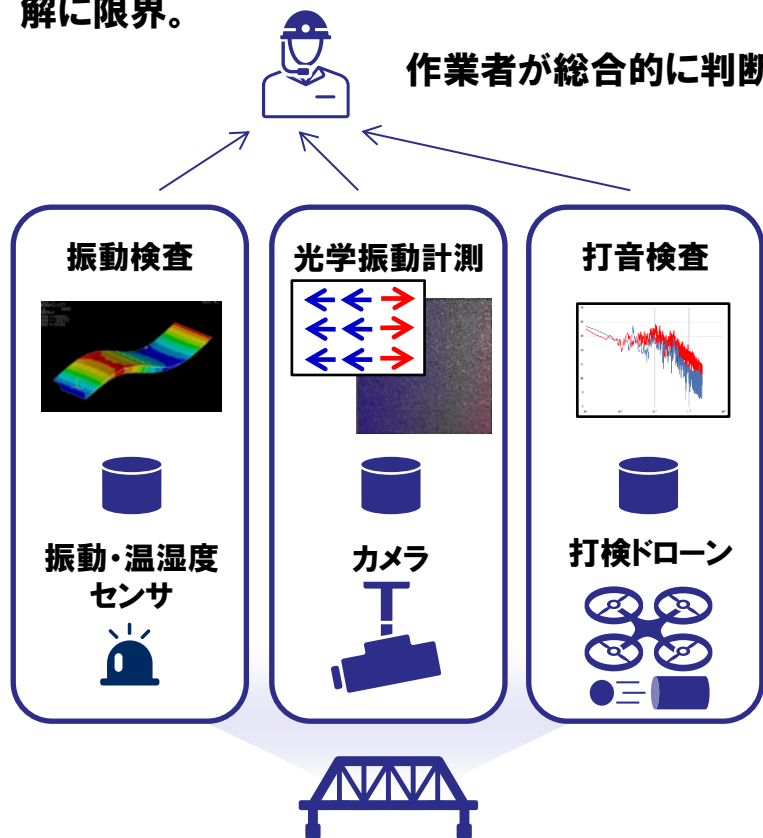 解に限界。
作業者が総合的に判断
振動検査
光学振動計測
打音検査
振動・温湿度
センサ
カメラ
打検ドローン